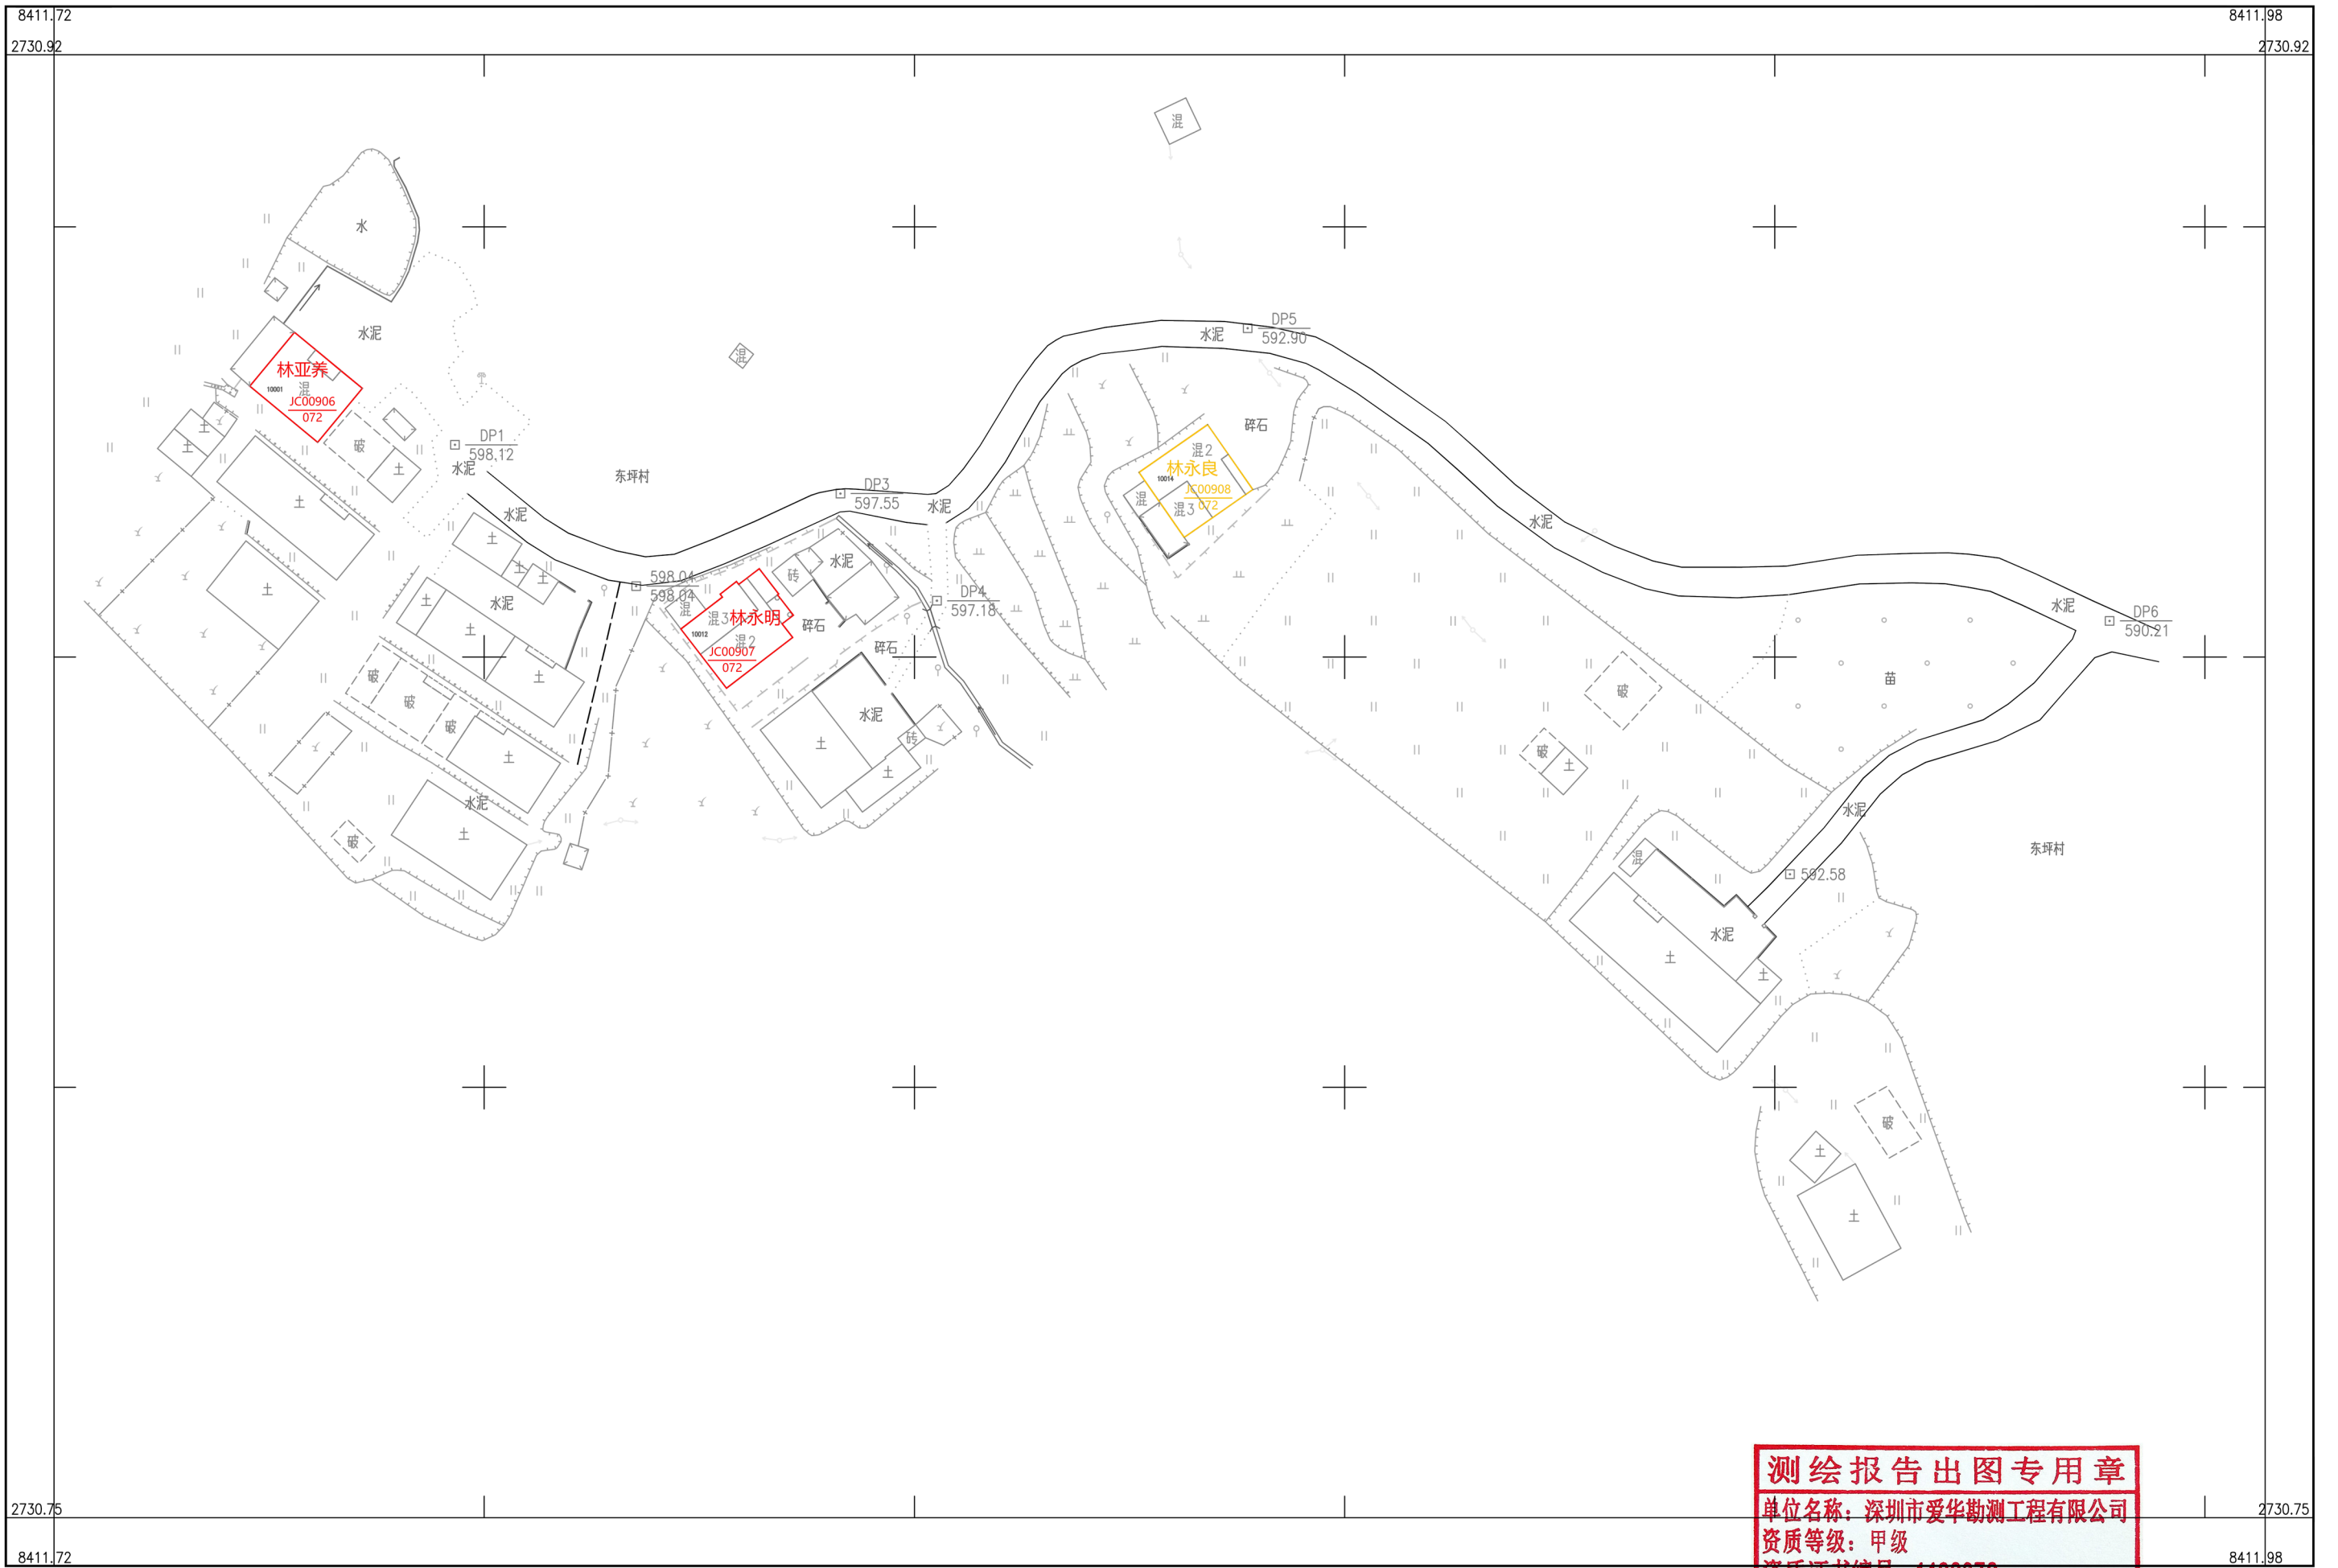 8411.72
8411.98
2730.92
2730.92
混
水
水泥
DP5
592.90
水泥
混
林亚养
10001
混
JC00906
072
土
土
破
土
DP1
598.12
水泥
东坪村
碎石
混2
林永良
10014
JC00908
072
混
混3
DP3
597.55
水泥
水泥
土
水泥
土
土
土
土
水泥
砖
598.04
598.04
混
混3
林永明
10012
混2
JC00907
072
碎石
碎石
DP4
597.18
水泥
DP6
590.21
土
土
水泥
土
土
破
破
破
土
水泥
土
砖
土
苗
破
破
土
水泥
土
破
水泥
东坪村
混
592.58
水泥
土
土
破
土
土
测绘报告出图专用章
单位名称：深圳市爱华勘测工程有限公司
资质等级：甲级
2730.75
2730.75
8411.72
8411.98